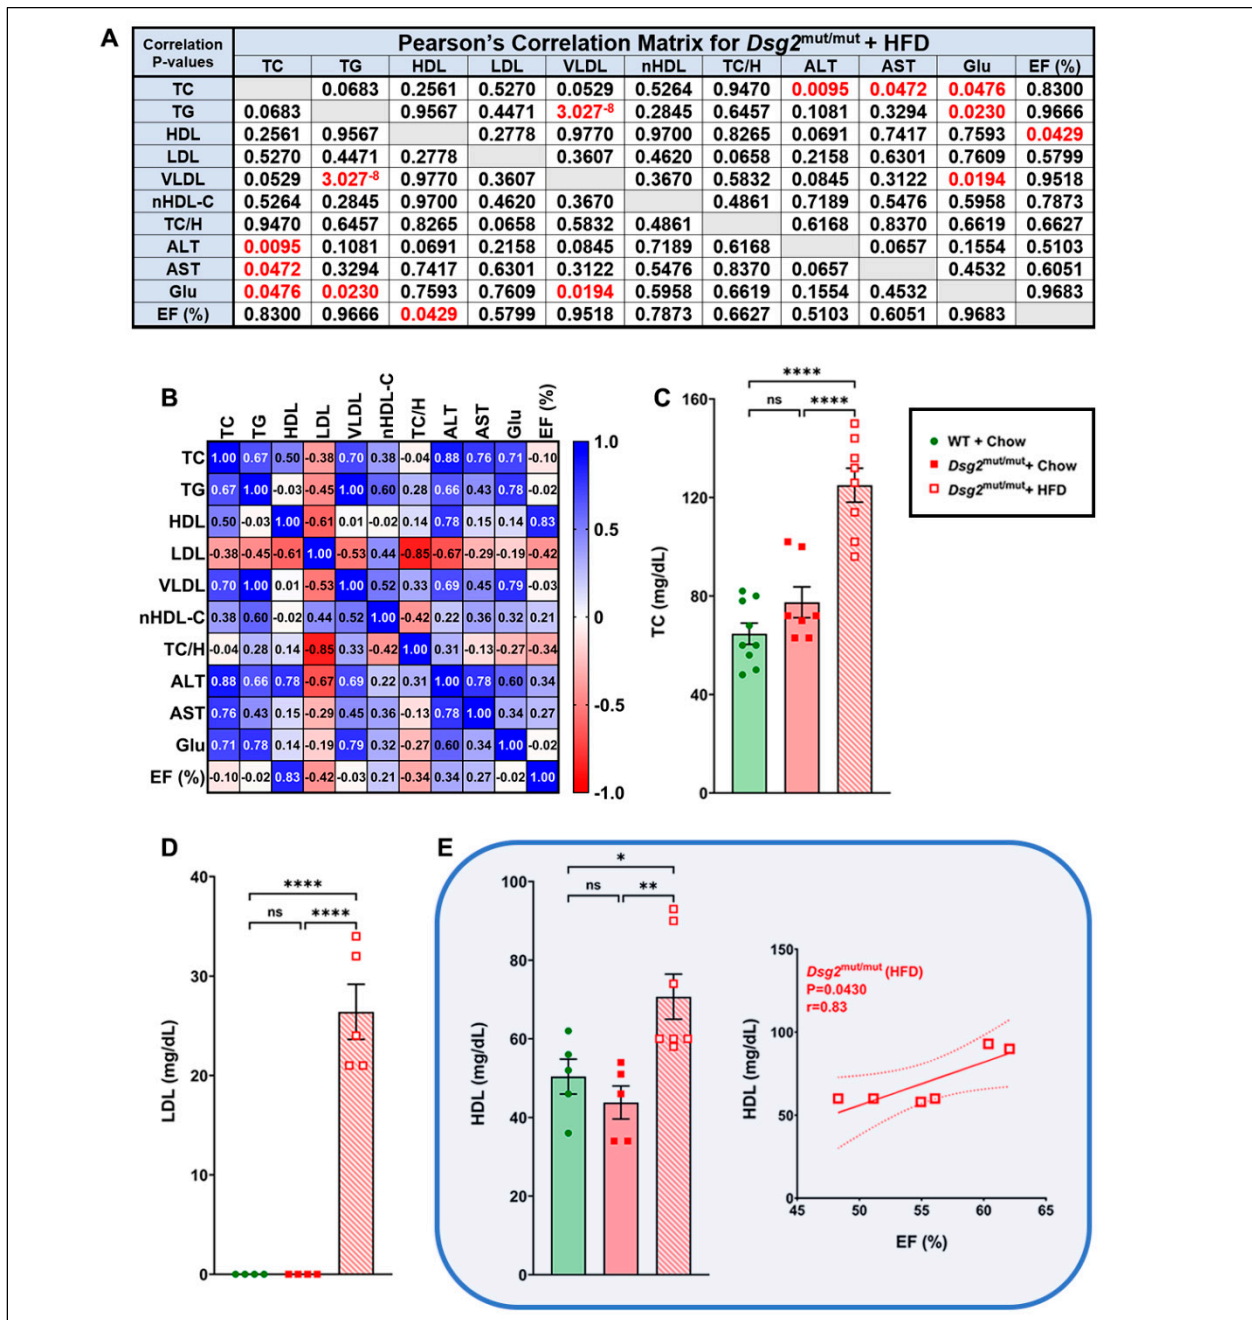 A
Correlation P-values
Pearson's Correlation Matrix for Dsg2mut/mut + HFD
TC TG HDL LDL VLDL nHDL TC/H ALT AST Glu EF (%)
TC 0.0683 0.2561 0.5270 0.0529 0.5264 0.9470 0.0095 0.0472 0.0476 0.8300
TG 0.0683 0.9567 0.4471 3.027-8 0.2845 0.6457 0.1081 0.3294 0.0230 0.9666
HDL 0.2561 0.9567 0.2778 0.9770 0.9700 0.8265 0.0691 0.7417 0.7593 0.0429
LDL 0.5270 0.4471 0.2778 0.3607 0.4620 0.0658 0.2158 0.6301 0.7609 0.5799
VLDL 0.0529 3.027-8 0.9770 0.3607 0.3670 0.5832 0.0845 0.3122 0.0194 0.9518
nHDL-C 0.5264 0.2845 0.9700 0.4620 0.3670 0.4861 0.7189 0.5476 0.5958 0.7873
TC/H 0.9470 0.6457 0.8265 0.0658 0.5832 0.4861 0.6168 0.8370 0.6619 0.6627
ALT 0.0095 0.1081 0.0691 0.2158 0.0845 0.7189 0.6168 0.0657 0.1554 0.5103
AST 0.0472 0.3294 0.7417 0.6301 0.3122 0.5476 0.8370 0.0657 0.4532 0.6051
Glu 0.0476 0.0230 0.7593 0.7609 0.0194 0.5958 0.6619 0.1554 0.4532 0.9683
EF (%) 0.8300 0.9666 0.0429 0.5799 0.9518 0.7873 0.6627 0.5103 0.6051 0.9683
B
TC TG HDL LDL VLDL nHDL-C TC/H ALT AST Glu EF (%)
TC 1.00 0.67 0.50 -0.38 0.70 0.38 -0.04 0.88 0.76 0.71 -0.10
TG 0.67 1.00 -0.03 -0.45 1.00 0.60 0.28 0.66 0.43 0.78 -0.02
HDL 0.50 -0.03 1.00 -0.61 0.01 -0.02 0.14 0.78 0.15 0.14 0.83
LDL -0.38 -0.45 -0.61 1.00 -0.53 0.44 -0.85 -0.67 -0.29 -0.19 -0.42
VLDL 0.70 1.00 0.01 -0.53 1.00 0.52 0.33 0.69 0.45 0.79 -0.03
nHDL-C 0.38 0.60 -0.02 0.44 0.52 1.00 -0.42 0.22 0.36 0.32 0.21
TC/H -0.04 0.28 0.14 -0.85 0.33 -0.42 1.00 0.31 -0.13 -0.27 -0.34
ALT 0.88 0.66 0.78 -0.67 0.69 0.22 0.31 1.00 0.78 0.60 0.34
AST 0.76 0.43 0.15 -0.29 0.45 0.36 -0.13 0.78 1.00 0.34 0.27
Glu 0.71 0.78 0.14 -0.19 0.79 0.32 -0.27 0.60 0.34 1.00 -0.02
EF (%) -0.10 -0.02 0.83 -0.42 -0.03 0.21 -0.34 0.34 0.27 -0.02 1.00
1.0
0.5
0
-0.5
-1.0
C
****
ns ****
160
120
80
40
0
TC (mg/dL)
WT + Chow
Dsg2mut/mut + Chow
Dsg2mut/mut + HFD
D
****
ns ****
40
30
20
10
0
LDL (mg/dL)
E
*
ns **
100
80
60
40
20
0
HDL (mg/dL)
Dsg2mut/mut (HFD)
P=0.0430
r=0.83
150
100
50
0
HDL (mg/dL)
45 50 55 60 65
EF (%)